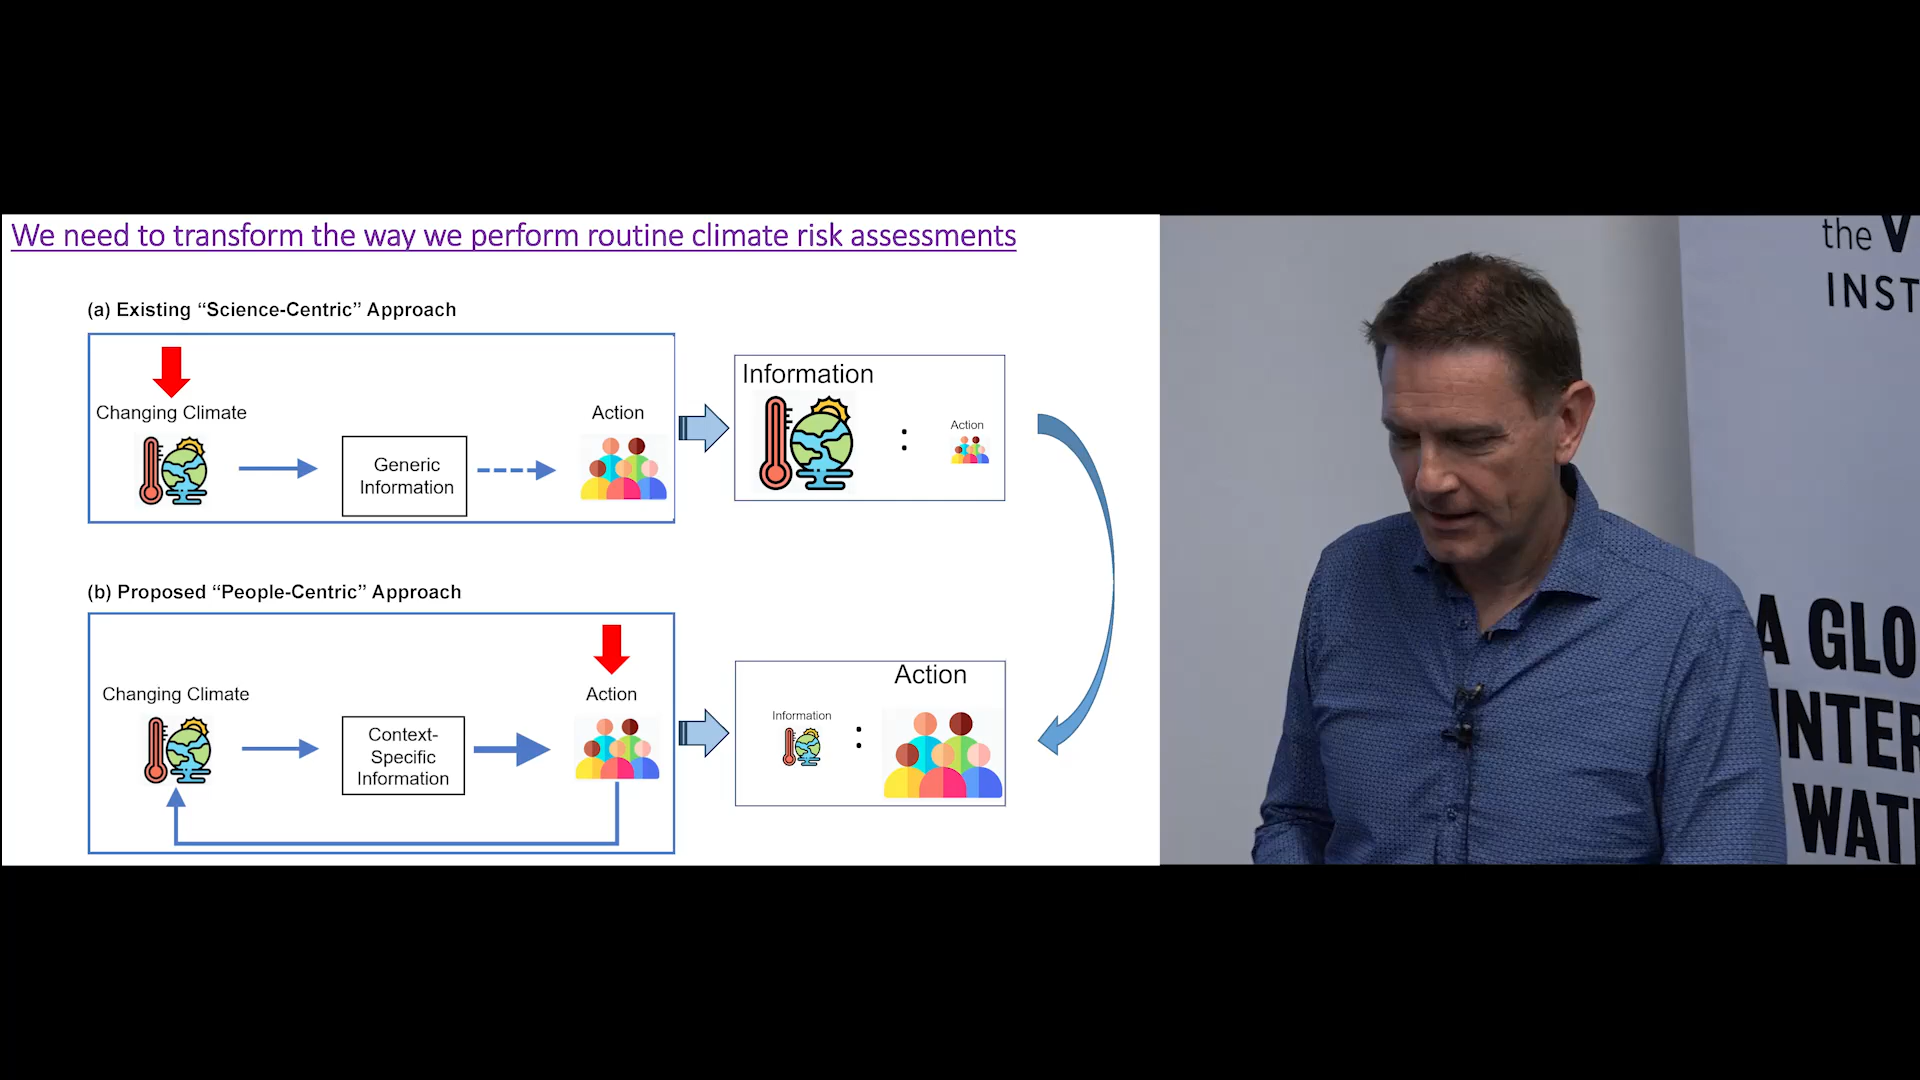 We need to transform the way we perform routine climate risk assessments
(a) Existing “Science-Centric” Approach
Changing Climate
Generic
Information
Action
Information
:
Action
(b) Proposed “People-Centric” Approach
Changing Climate
Context-
Specific
Information
Action
Information
:
Action
the V
INST
A GLO
INTER
WAT